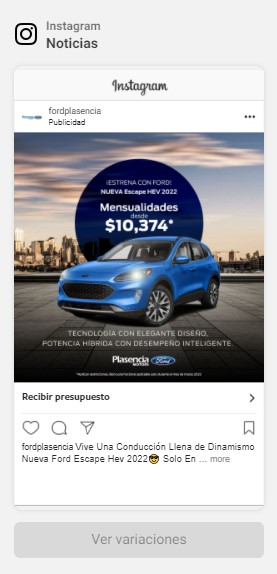 Instagram
Noticias
Instagram
fordplasencia
Publicidad
¡ESTRENA CON FORD!
NUEVA Escape HEV 2022
Mensualidades
desde
$10,374*
TECNOLOGÍA CON ELEGANTE DISEÑO,
POTENCIA HÍBRIDA CON DESEMPEÑO INTELIGENTE.
Plasencia Ford
MOTORS
Recibir presupuesto
fordplasencia Vive Una Conducción Llena de Dinamismo
Nueva Ford Escape Hev 2022😎 Solo En ... more
Ver variaciones